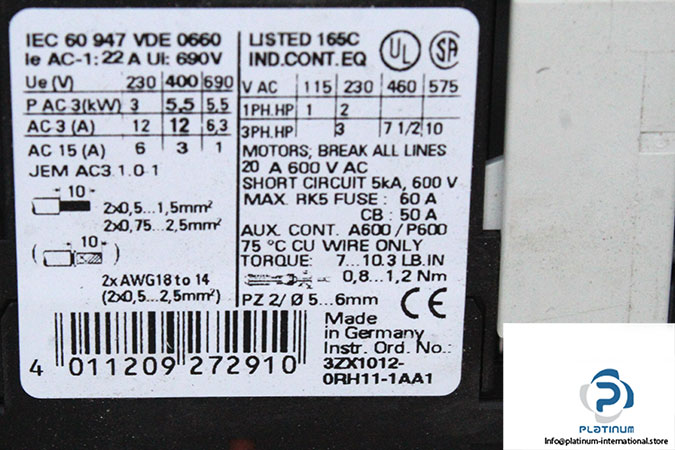 IEC 60 947 VDE 0660
Ie AC-1: 22 A Ui: 690V
Ue (V) 230 400 690
P AC 3(kW) 3 5,5 5,5
AC 3 (A) 12 12 6,3
AC 15 (A) 6 3 1
JEM AC3 1.0 1
10
2x0,5...1,5mm²
2x0,75...2,5mm²
10
2x AWG18 to 14
(2x0,5...2,5mm²)
LISTED 165C
IND.CONT.EQ
UL SA
V AC 115 230 460 575
1PH.HP 1 2
3PH.HP 3 7 1/2 10
MOTORS; BREAK ALL LINES
20 A 600 V AC
SHORT CIRCUIT 5kA, 600 V
MAX. RK5 FUSE : 60 A
CB : 50 A
AUX. CONT. A600 / P600
75 °C CU WIRE ONLY
TORQUE: 7...10.3 LB.IN
0,8...1,2 Nm
PZ 2/ Ø 5...6mm
CE
Made
in Germany
Instr. Ord. No.:
3ZX1012-
0RH11-1AA1
4 011209 272910
PLATINUM
Info@platinum-international.store